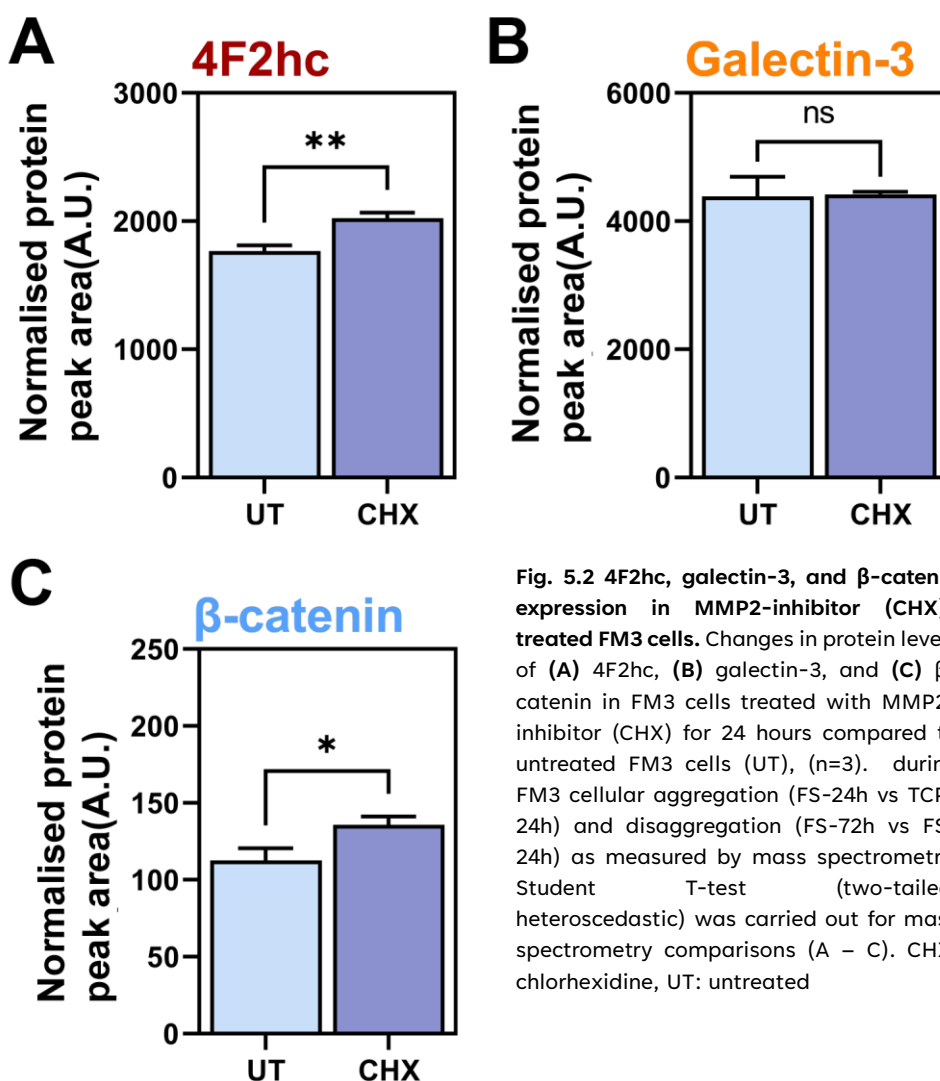 A
4F2hc
Normalised protein
peak area(A.U.)
3000
2000
1000
0
**
UT
CHX
B
Galectin-3
Normalised protein
peak area(A.U.)
6000
4000
2000
0
ns
UT
CHX
C
β-catenin
Normalised protein
peak area(A.U.)
250
200
150
100
50
0
*
UT
CHX
Fig. 5.2 4F2hc, galectin-3, and β-caten
expression in MMP2-inhibitor (CHX)
treated FM3 cells. Changes in protein leve
of (A) 4F2hc, (B) galectin-3, and (C) β
catenin in FM3 cells treated with MMP2
inhibitor (CHX) for 24 hours compared t
untreated FM3 cells (UT), (n=3). durin
FM3 cellular aggregation (FS-24h vs TCP
24h) and disaggregation (FS-72h vs FS
24h) as measured by mass spectrometr
Student T-test (two-tailed
heteroscedastic) was carried out for mas
spectrometry comparisons (A – C). CHX
chlorhexidine, UT: untreated